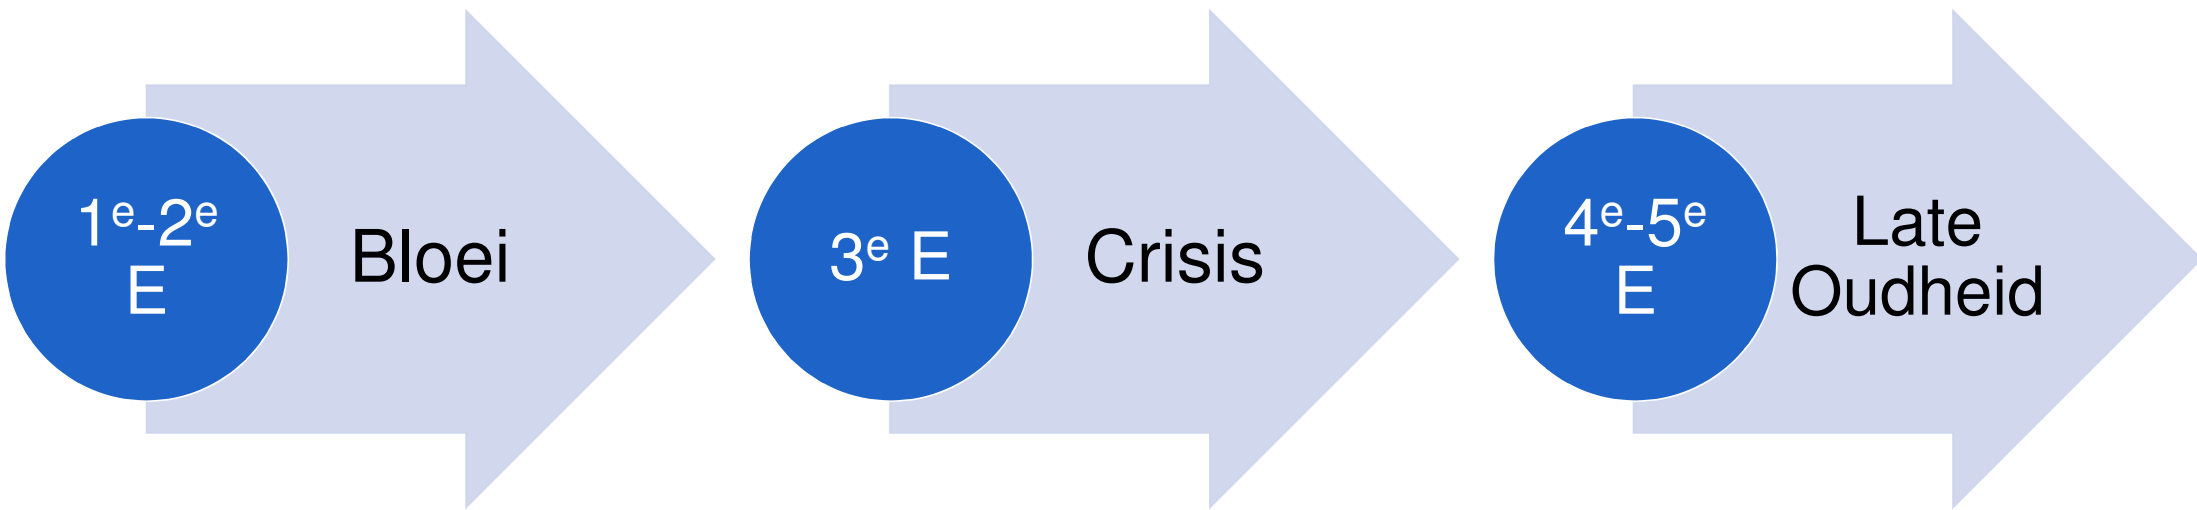 1ᵉ-2ᵉ
E
Bloei
3ᵉ E
Crisis
4ᵉ-5ᵉ
E
Late
Oudheid